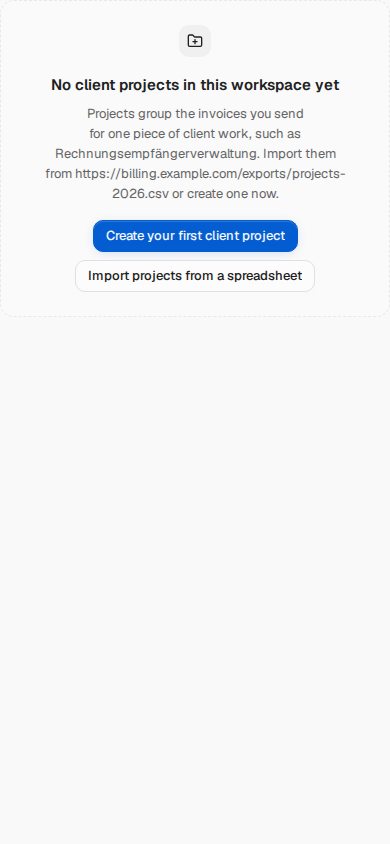 No client projects in this workspace yet
Projects group the invoices you send
for one piece of client work, such as
Rechnungsempfängerverwaltung. Import them
from https://billing.example.com/exports/projects-
2026.csv or create one now.
Create your first client project
Import projects from a spreadsheet